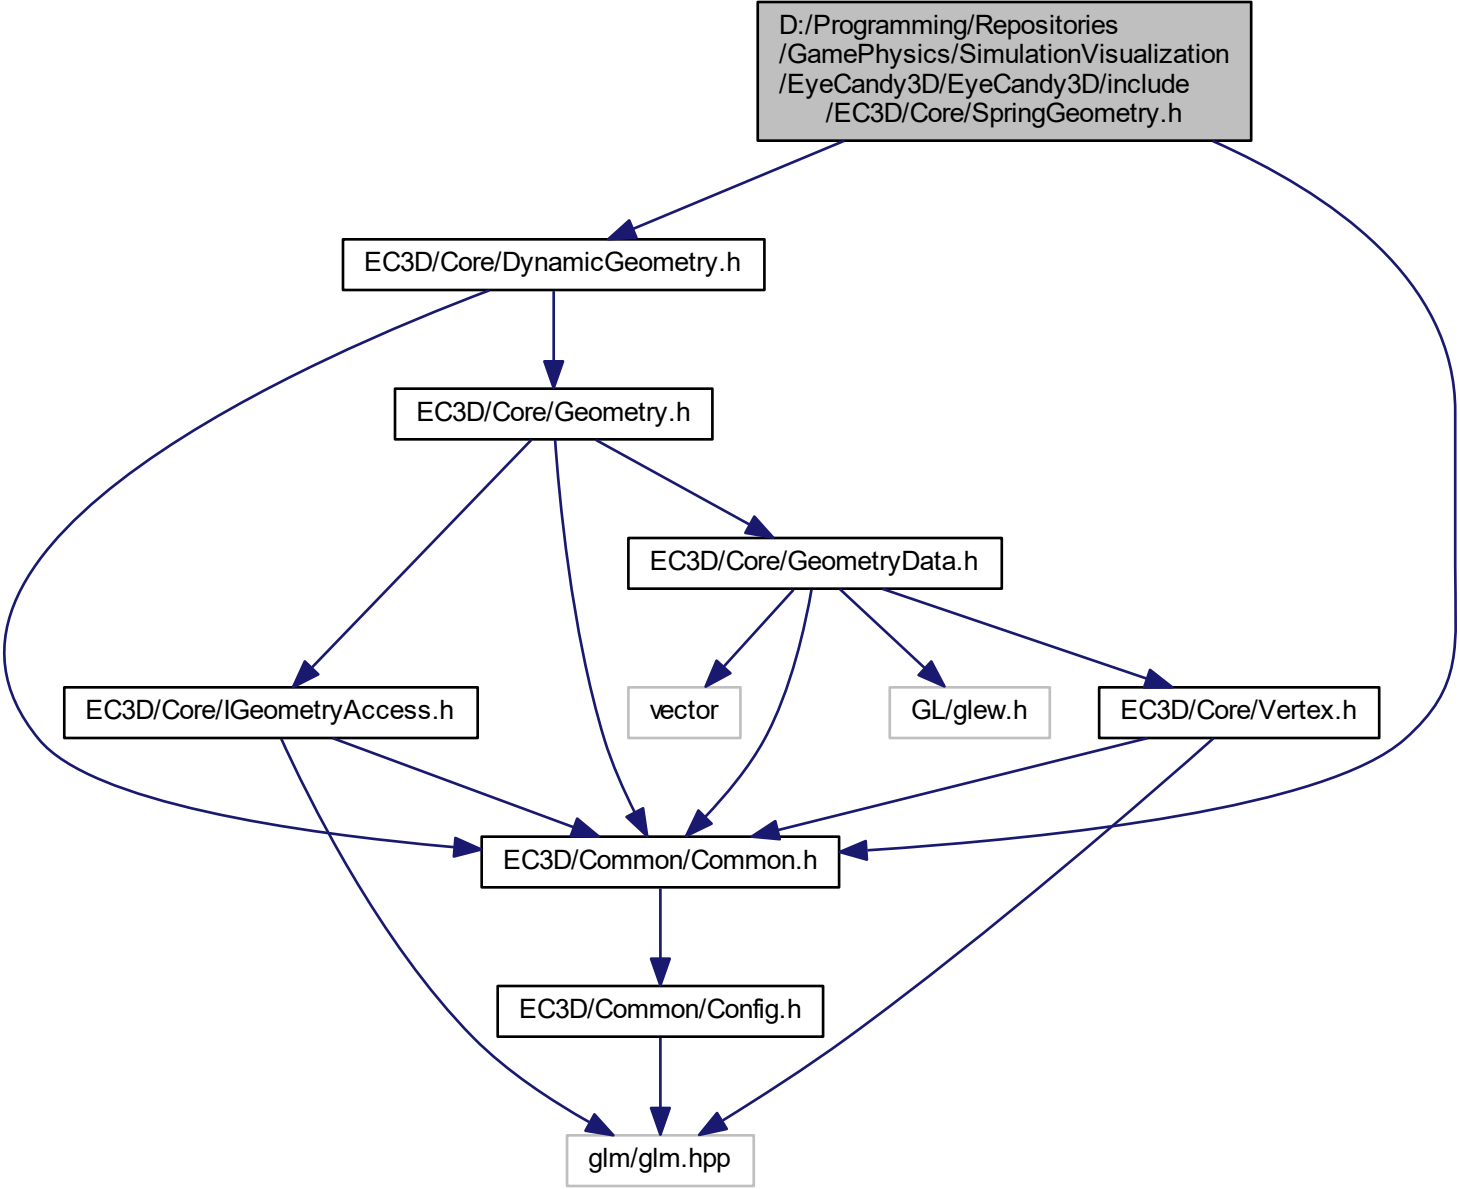 D:/Programming/Repositories
/GamePhysics/SimulationVisualization
/EyeCandy3D/EyeCandy3D/include
/EC3D/Core/SpringGeometry.h
EC3D/Core/DynamicGeometry.h
EC3D/Core/Geometry.h
EC3D/Core/GeometryData.h
EC3D/Core/IGeometryAccess.h
vector
GL/glew.h
EC3D/Core/Vertex.h
EC3D/Common/Common.h
EC3D/Common/Config.h
glm/glm.hpp